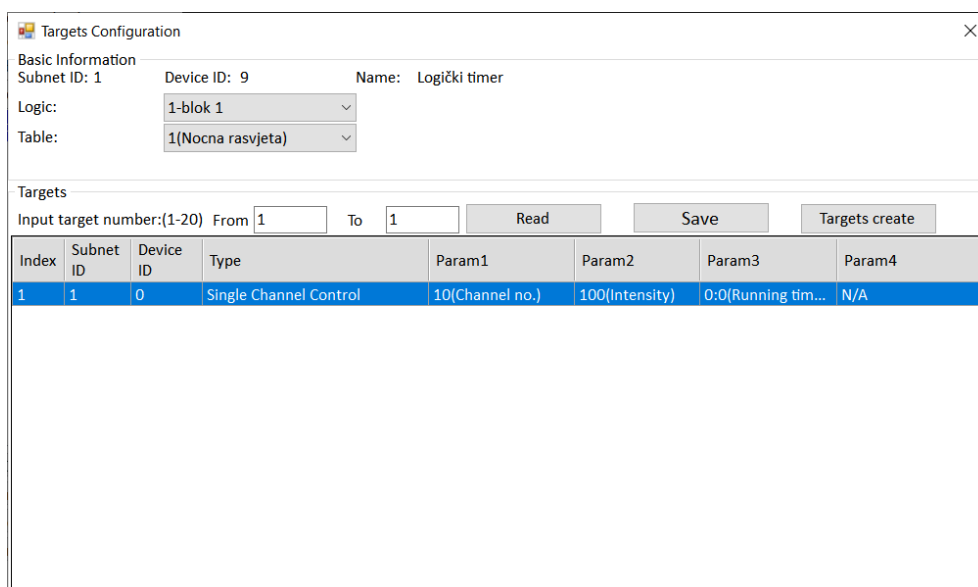 Targets Configuration
Basic Information
Subnet ID: 1 Device ID: 9 Name: Logički timer
Logic: 1-blok 1
Table: 1(Nocna rasvjeta)
Targets
Input target number:(1-20) From 1 To 1 Read Save Targets create
Index Subnet ID Device ID Type Param1 Param2 Param3 Param4
1 1 0 Single Channel Control 10(Channel no.) 100(Intensity) 0:0(Running tim... N/A